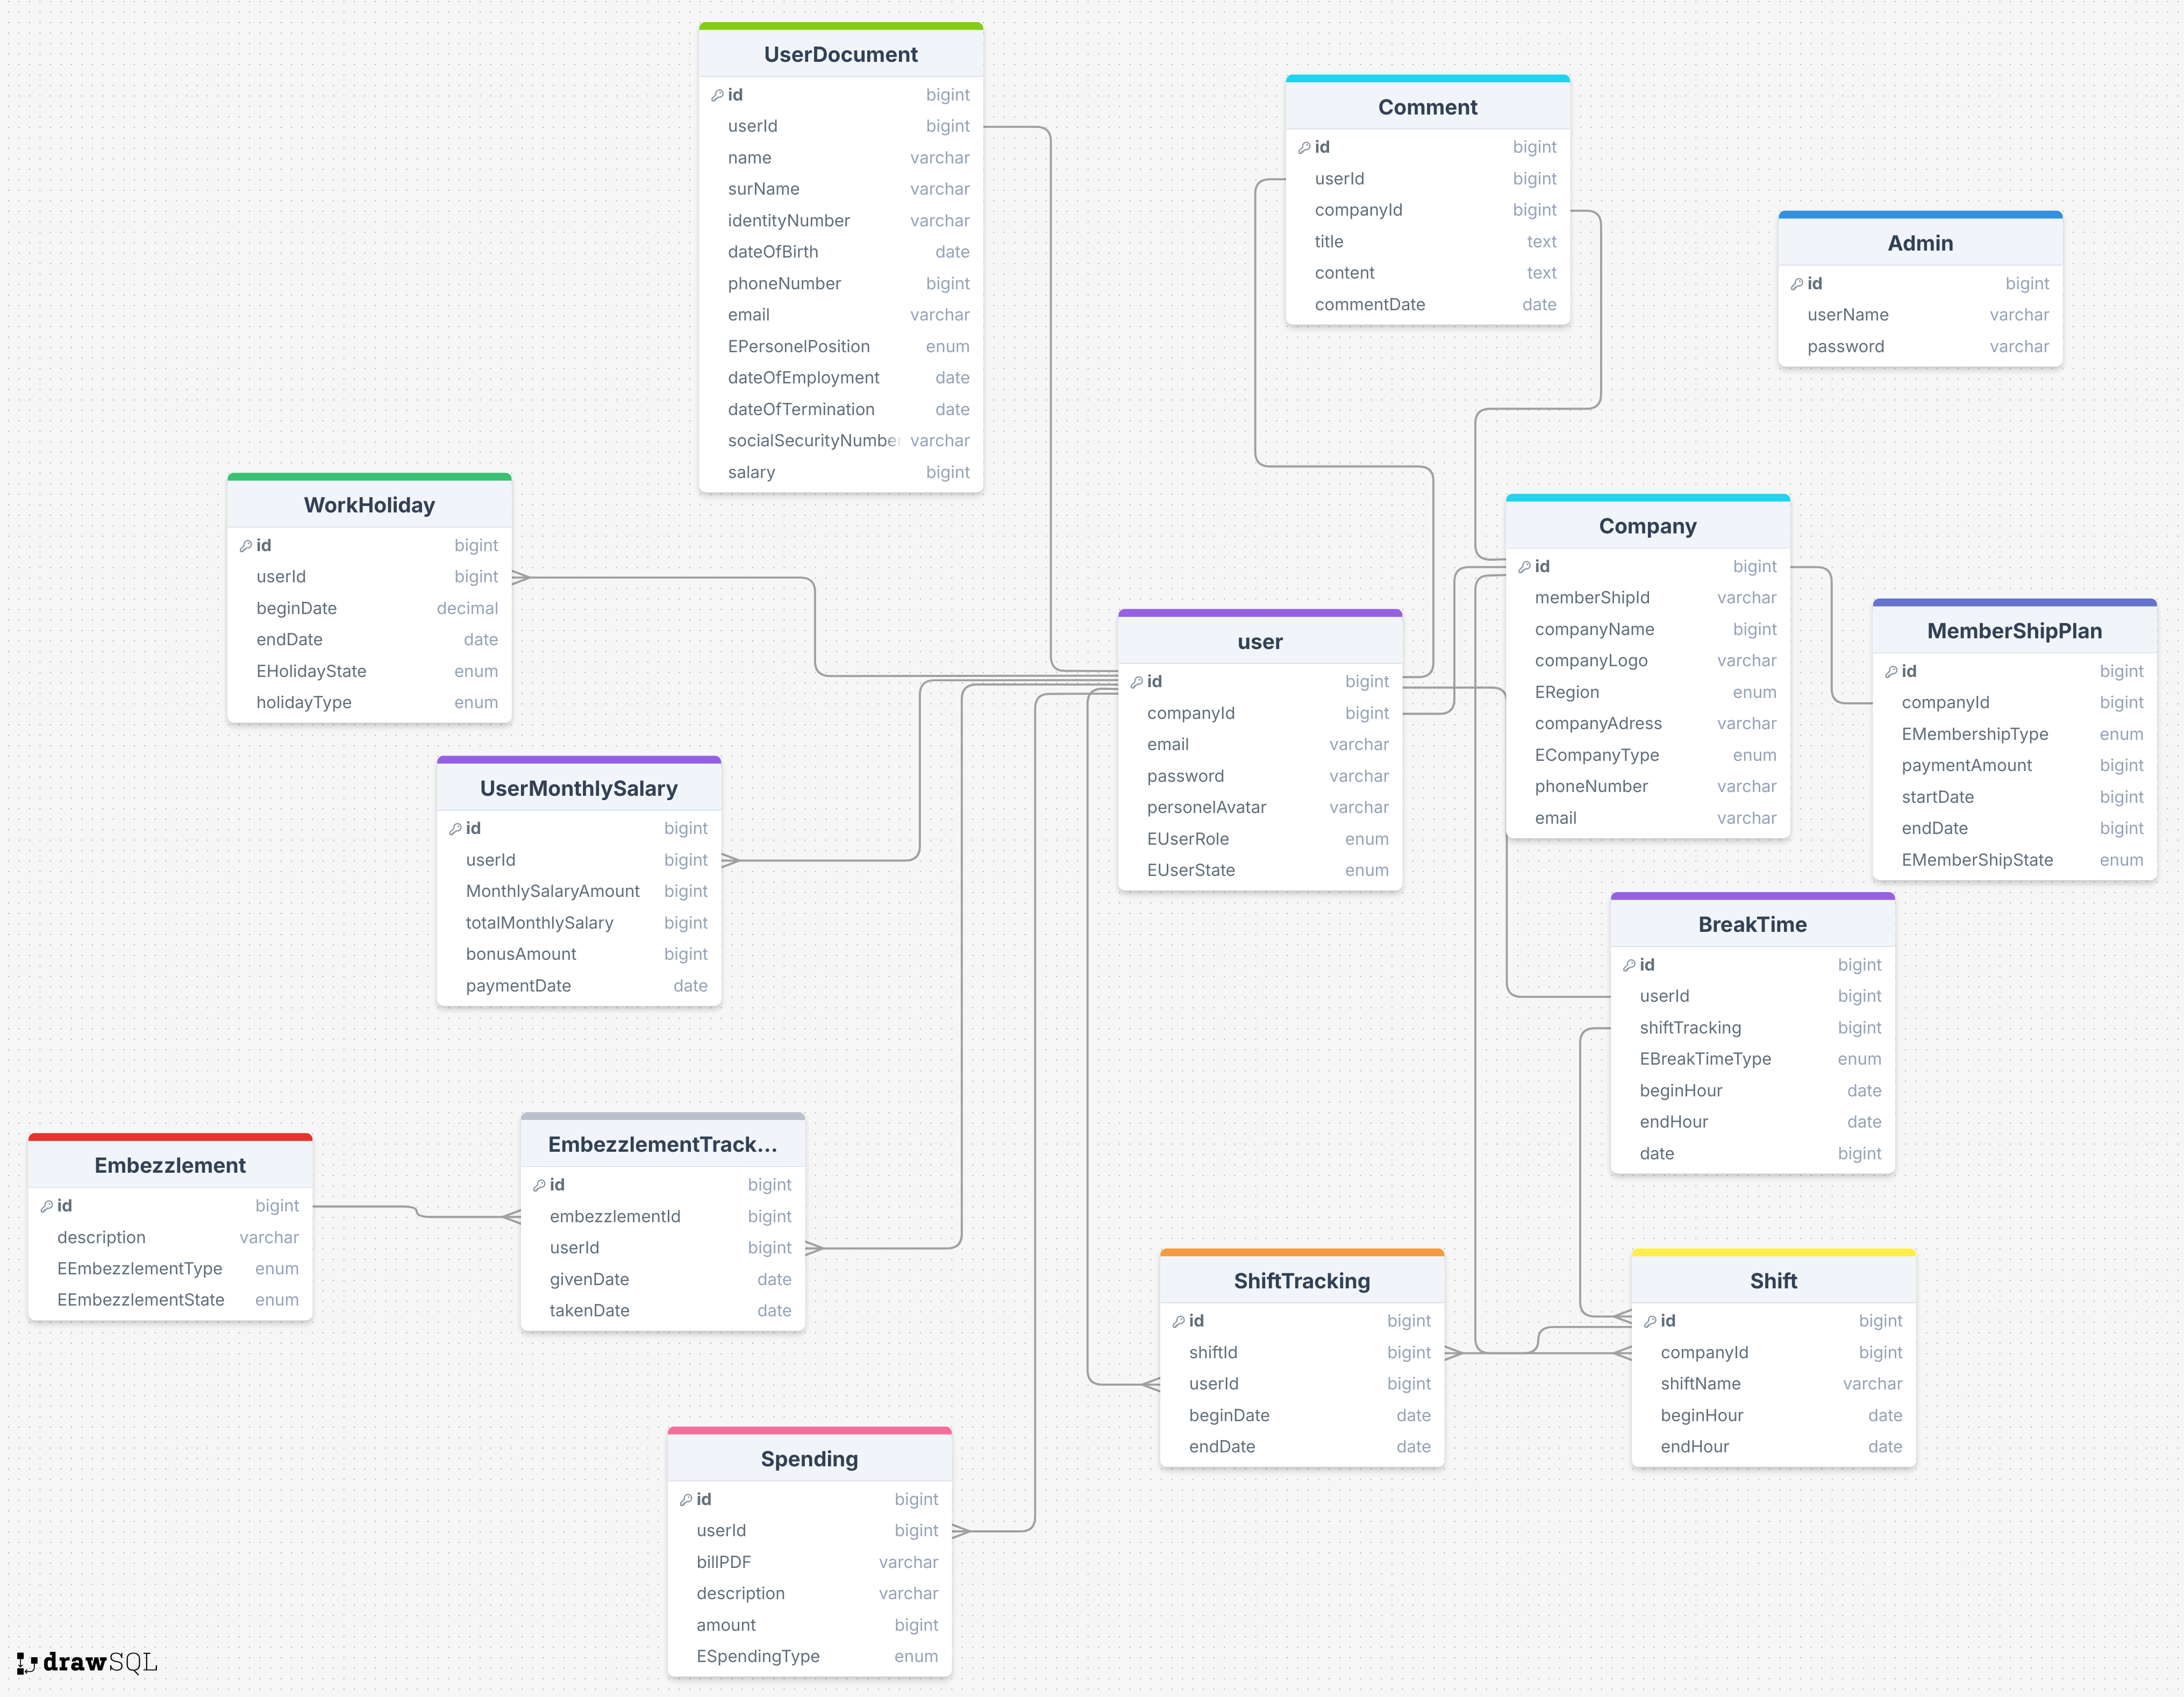 UserDocument
id bigint
userId bigint
name varchar
surName varchar
identityNumber varchar
dateOfBirth date
phoneNumber bigint
email varchar
EPersonelPosition enum
dateOfEmployment date
dateOfTermination date
socialSecurityNumber varchar
salary bigint
Comment
id bigint
userId bigint
companyId bigint
title text
content text
commentDate date
Admin
id bigint
userName varchar
password varchar
WorkHoliday
id bigint
userId bigint
beginDate decimal
endDate date
EHolidayState enum
holidayType enum
Company
id bigint
memberShipId varchar
companyName bigint
companyLogo varchar
ERegion enum
companyAdress varchar
ECompanyType enum
phoneNumber varchar
email varchar
user
id bigint
companyId bigint
email varchar
password varchar
personelAvatar varchar
EUserRole enum
EUserState enum
MemberShipPlan
id bigint
companyId bigint
EMembershipType enum
paymentAmount bigint
startDate bigint
endDate bigint
EMemberShipState enum
UserMonthlySalary
id bigint
userId bigint
MonthlySalaryAmount bigint
totalMonthlySalary bigint
bonusAmount bigint
paymentDate date
BreakTime
id bigint
userId bigint
shiftTracking bigint
EBreakTimeType enum
beginHour date
endHour date
date bigint
Embezzlement
id bigint
description varchar
EEmbezzlementType enum
EEmbezzlementState enum
EmbezzlementTrack...
id bigint
embezzlementId bigint
userId bigint
givenDate date
takenDate date
ShiftTracking
id bigint
shiftId bigint
userId bigint
beginDate date
endDate date
Shift
id bigint
companyId bigint
shiftName varchar
beginHour date
endHour date
Spending
id bigint
userId bigint
billPDF varchar
description varchar
amount bigint
ESpendingType enum
drawSQL